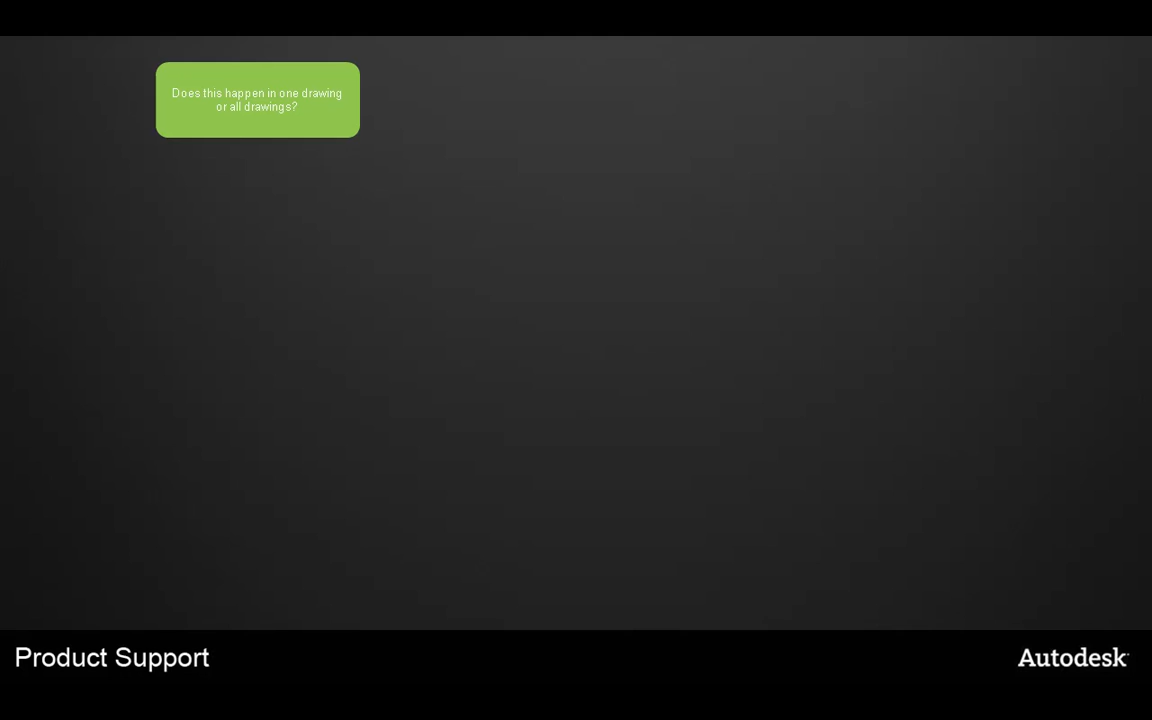 Does this happen in one drawing
or all drawings?
Product Support
Autodesk